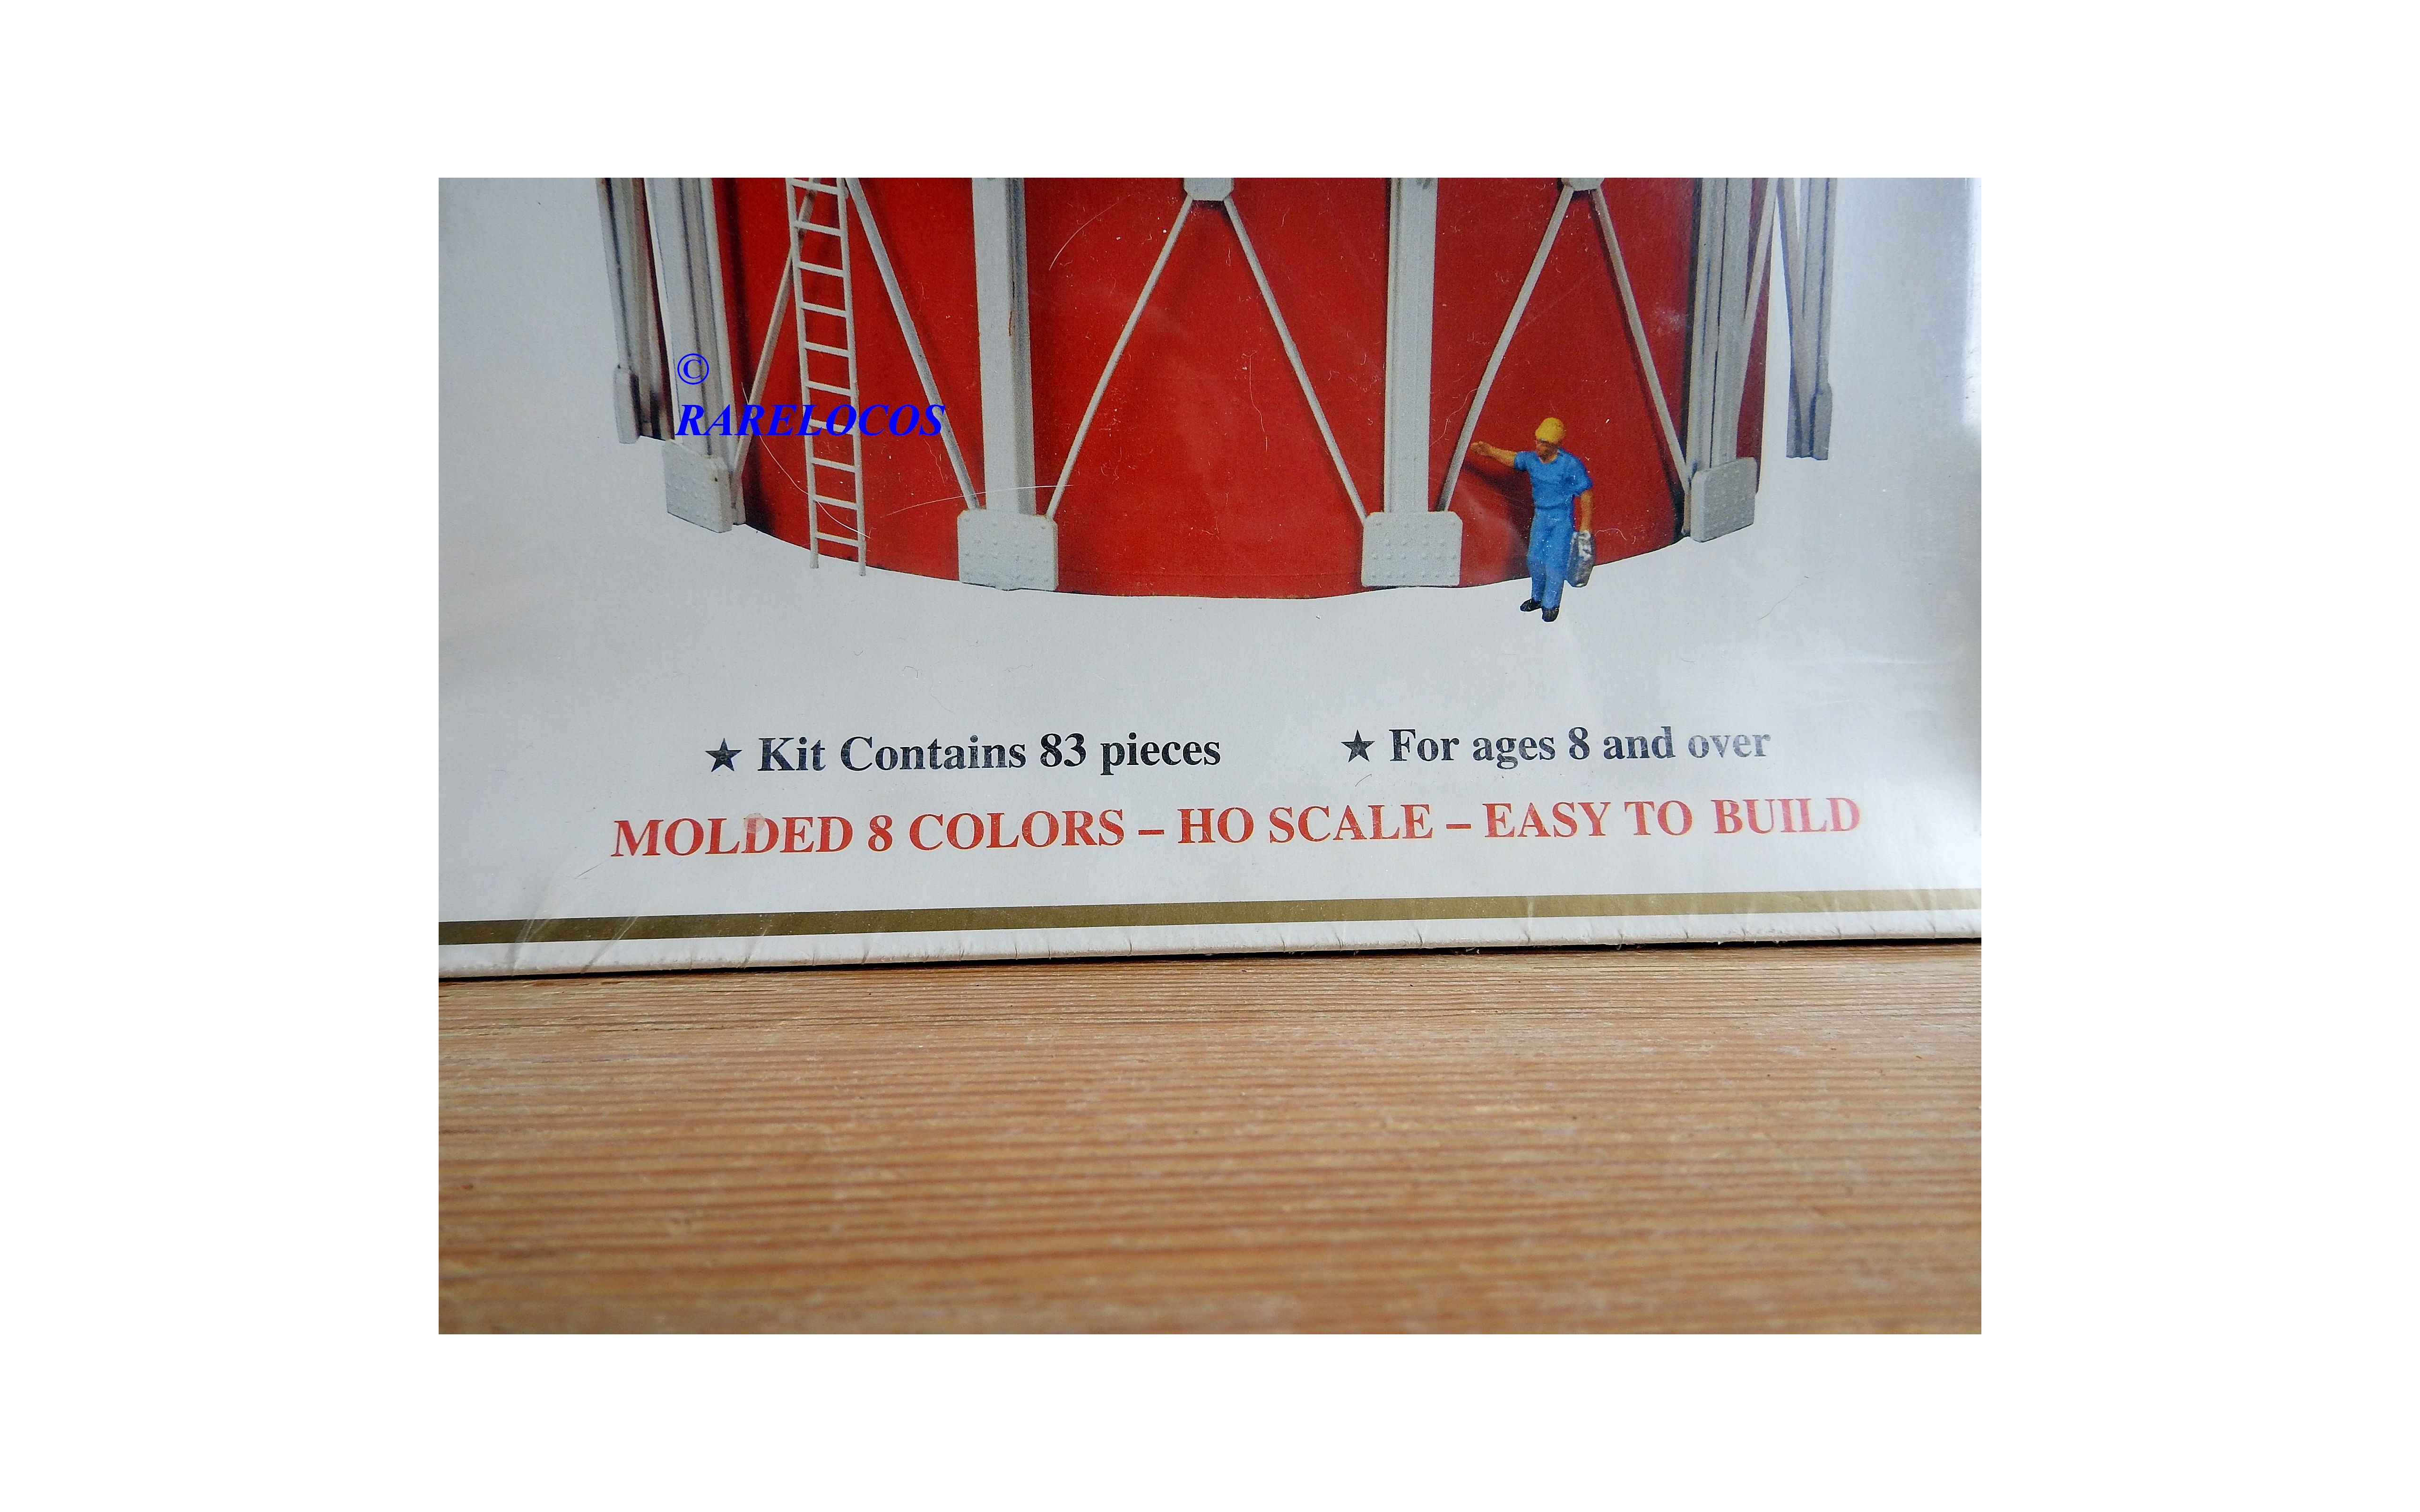 ©
RARELOCOS
★ Kit Contains 83 pieces ★ For ages 8 and over
MOLDED 8 COLORS – HO SCALE – EASY TO BUILD